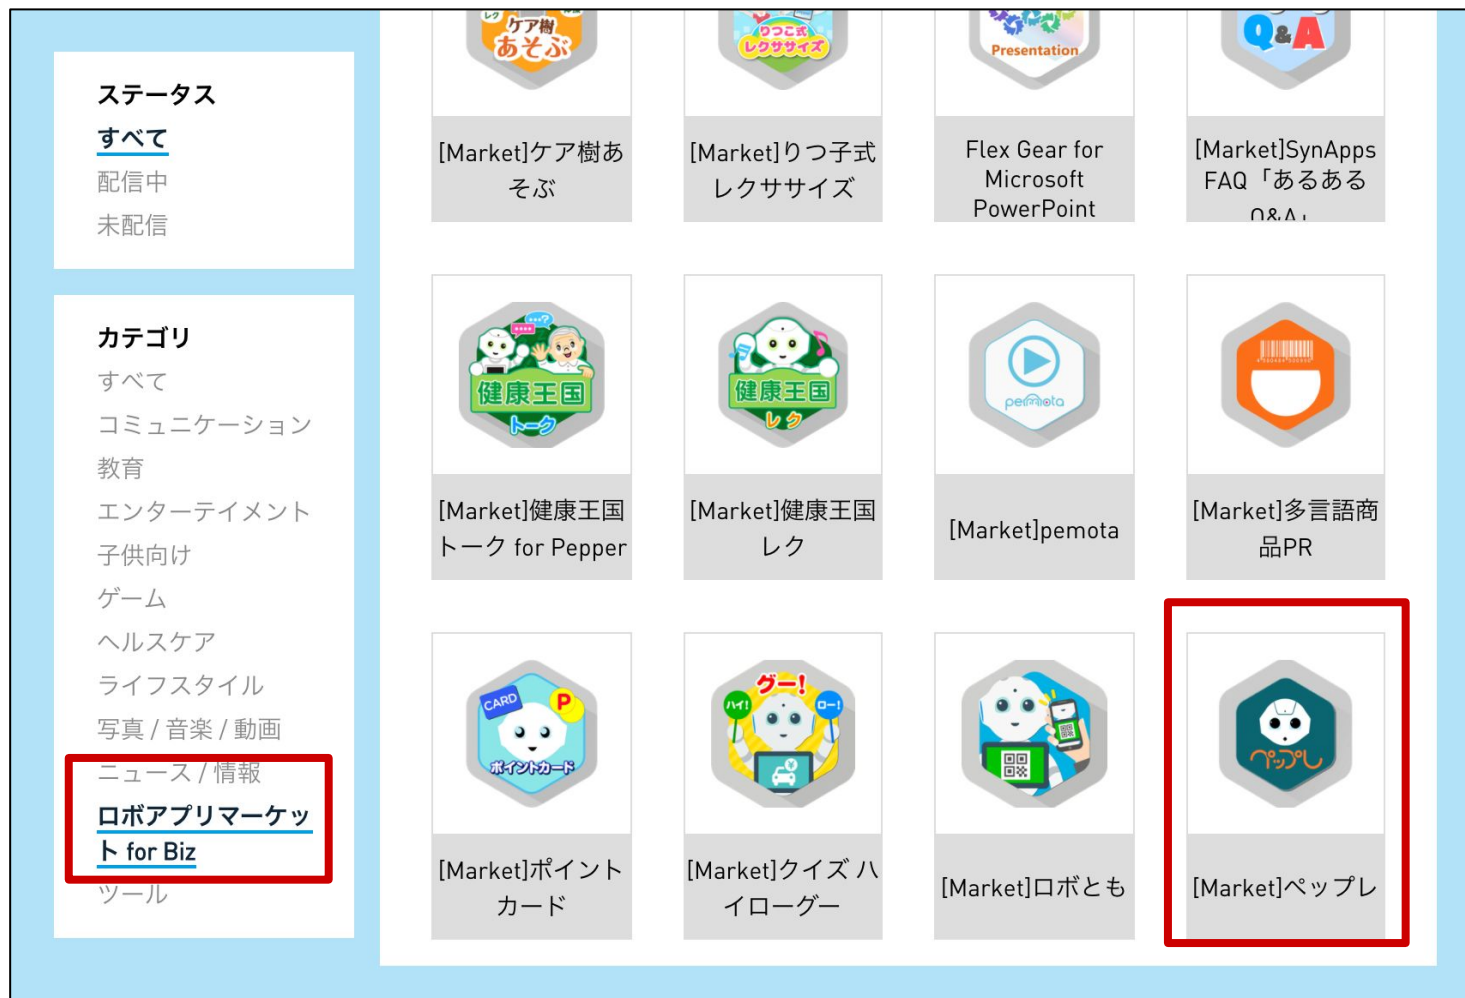 ステータス
すべて
配信中
未配信
カテゴリ
すべて
コミュニケーション
教育
エンターテイメント
子供向け
ゲーム
ヘルスケア
ライフスタイル
写真 / 音楽 / 動画
ニュース / 情報
ロボアプリマーケッ
ト for Biz
ツール
レク
ケア樹
あそぶ
[Market]ケア樹あ
そぶ
りつこ式
レクササイズ
[Market]りつ子式
レクササイズ
Presentation
Flex Gear for
Microsoft
PowerPoint
Q&A
[Market]SynApps
FAQ「あるある
Q&A」
...?
....
健康王国
トーク
[Market]健康王国
トーク for Pepper
健康王国
レク
[Market]健康王国
レク
pemota
[Market]pemota
[Market]多言語商
品PR
CARD
P
ポイントカード
[Market]ポイント
カード
グー!
ハイ!
ロー!
[Market]クイズ ハ
イローグー
[Market]ロボとも
ペップレ
[Market]ペップレ